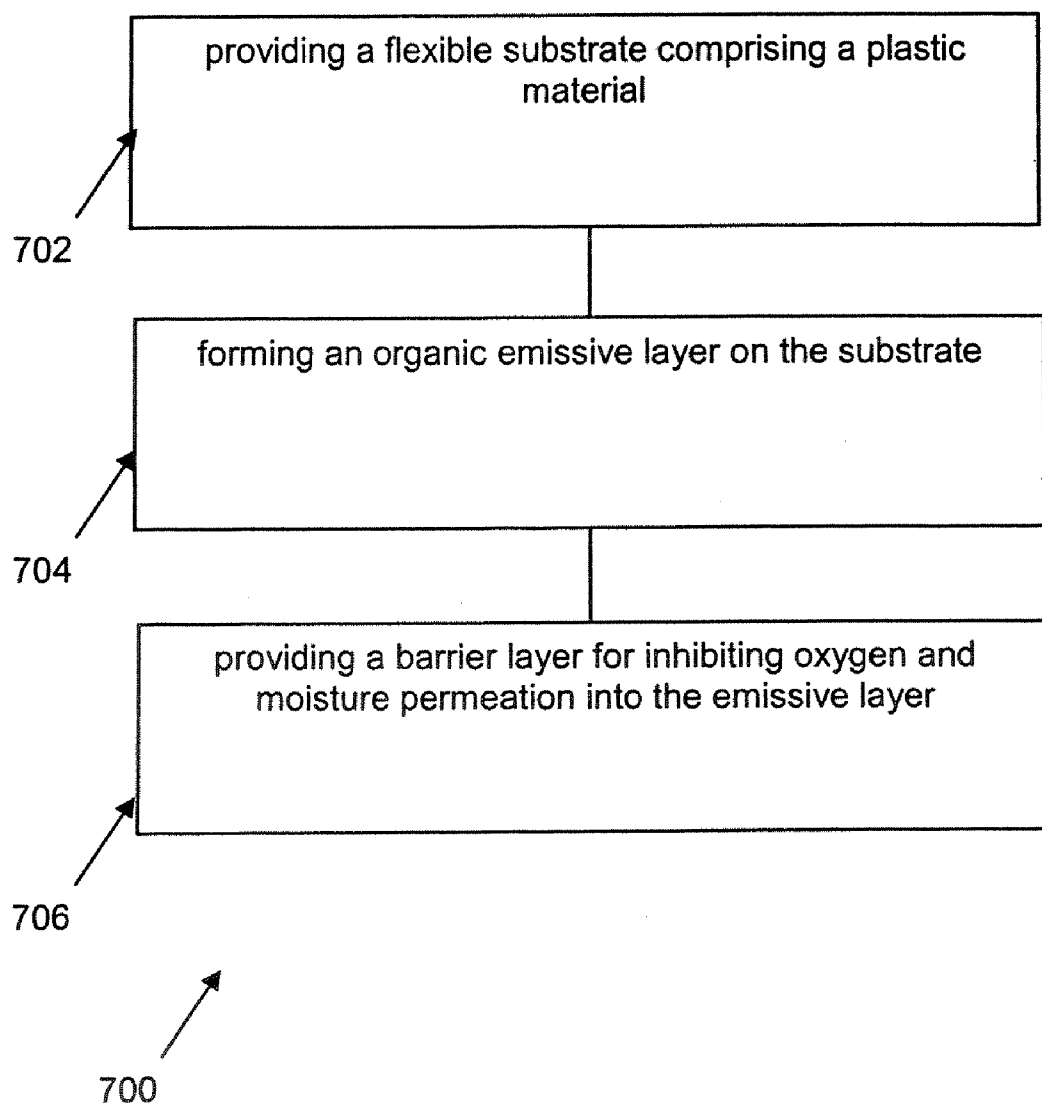 providing a flexible substrate comprising a plastic
material
702
forming an organic emissive layer on the substrate
704
providing a barrier layer for inhibiting oxygen and
moisture permeation into the emissive layer
706
700